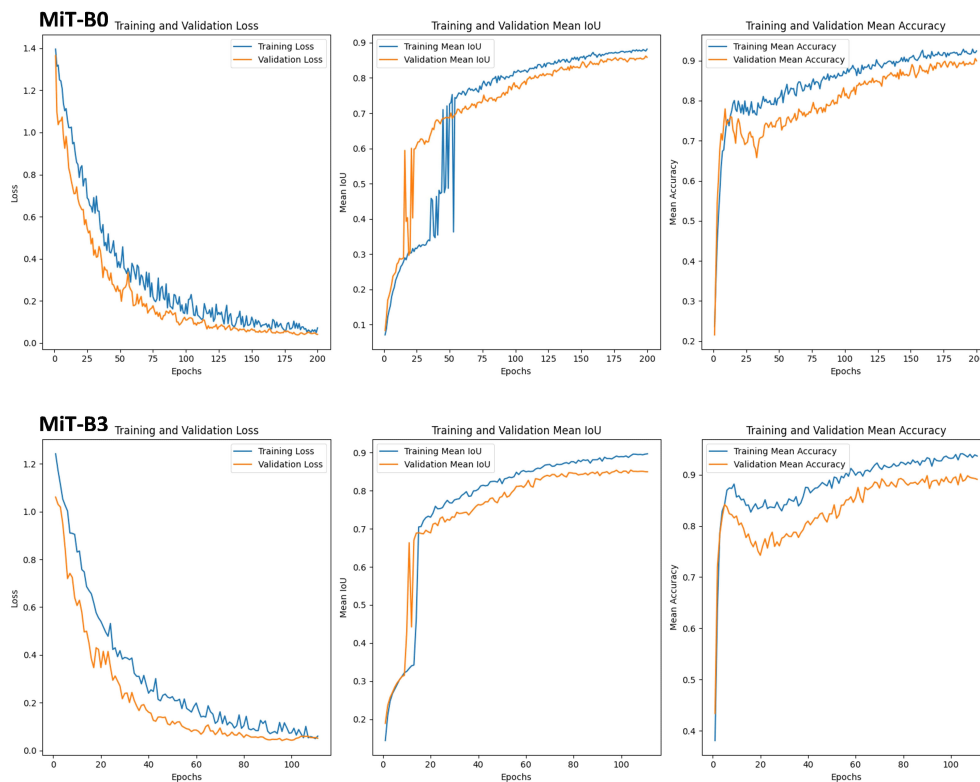 MiT-B0
Training and Validation Loss
Training and Validation Mean IoU
Training and Validation Mean Accuracy
Training Loss
Validation Loss
Training Mean IoU
Validation Mean IoU
Training Mean Accuracy
Validation Mean Accuracy
Loss
1.4
1.2
1.0
0.8
0.6
0.4
0.2
0.0
0 25 50 75 100 125 150 175 200
Epochs
Mean IoU
0.9
0.8
0.7
0.6
0.5
0.4
0.3
0.2
0.1
0 25 50 75 100 125 150 175 200
Epochs
Mean Accuracy
0.9
0.8
0.7
0.6
0.5
0.4
0.3
0.2
0 25 50 75 100 125 150 175 200
Epochs
MiT-B3
Training and Validation Loss
Training and Validation Mean IoU
Training and Validation Mean Accuracy
Training Loss
Validation Loss
Training Mean IoU
Validation Mean IoU
Training Mean Accuracy
Validation Mean Accuracy
Loss
1.2
1.0
0.8
0.6
0.4
0.2
0.0
0 20 40 60 80 100
Epochs
Mean IoU
0.9
0.8
0.7
0.6
0.5
0.4
0.3
0.2
0 20 40 60 80 100
Epochs
Mean Accuracy
0.9
0.8
0.7
0.6
0.5
0.4
0 20 40 60 80 100
Epochs